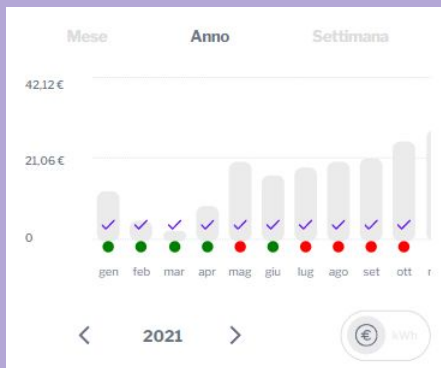 Mese Anno Settimana
42,12 €
21,06 €
0
gen feb mar apr mag giu lug ago set ott
2021 € kWh